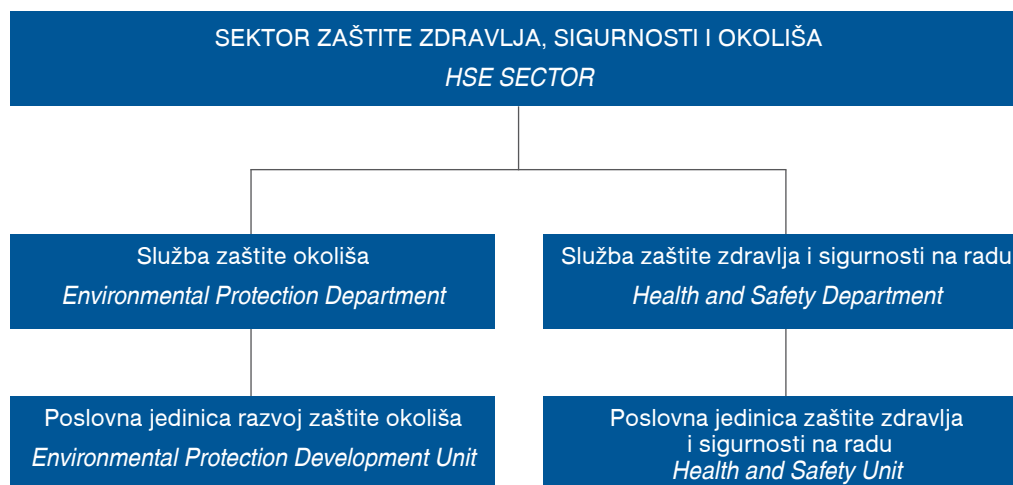 SEKTOR ZAŠTITE ZDRAVLJA, SIGURNOSTI I OKOLIŠA
HSE SECTOR
Služba zaštite okoliša
Environmental Protection Department
Služba zaštite zdravlja i sigurnosti na radu
Health and Safety Department
Poslovna jedinica razvoj zaštite okoliša
Environmental Protection Development Unit
Poslovna jedinica zaštite zdravlja
i sigurnosti na radu
Health and Safety Unit